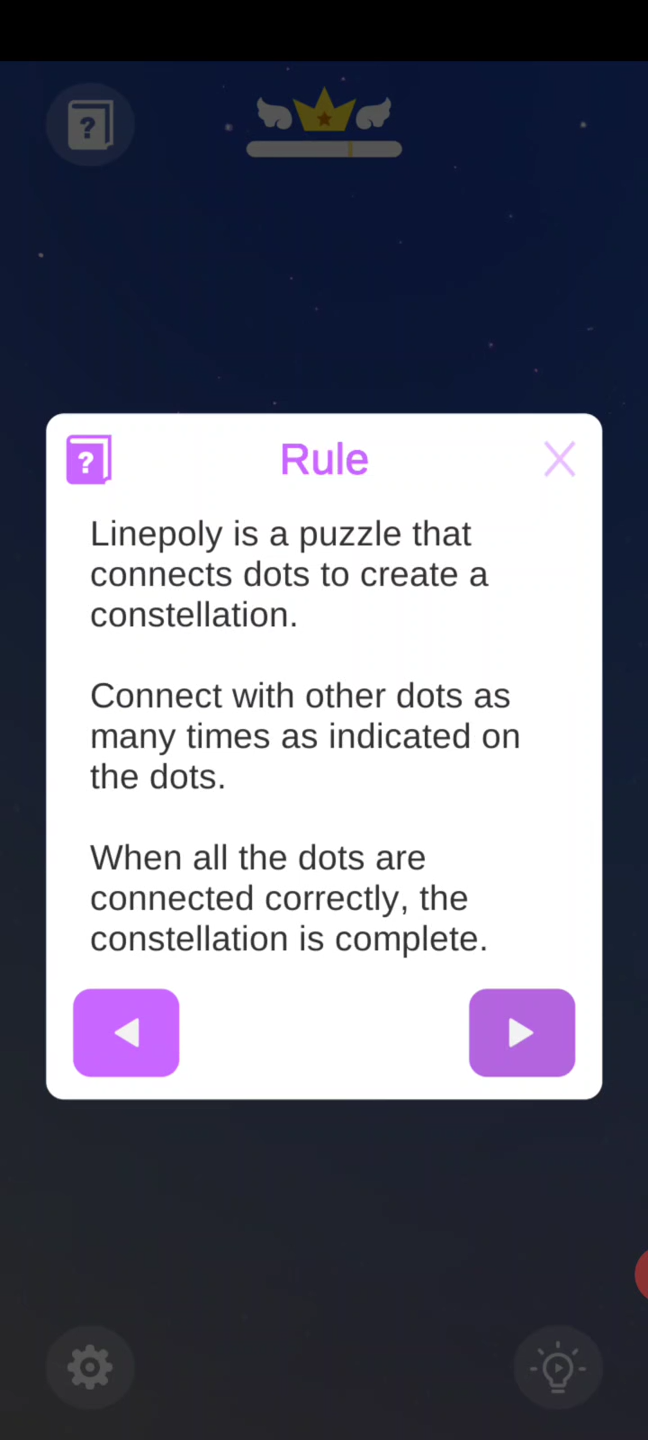 Rule
Linepoly is a puzzle that
connects dots to create a
constellation.
Connect with other dots as
many times as indicated on
the dots.
When all the dots are
connected correctly, the
constellation is complete.